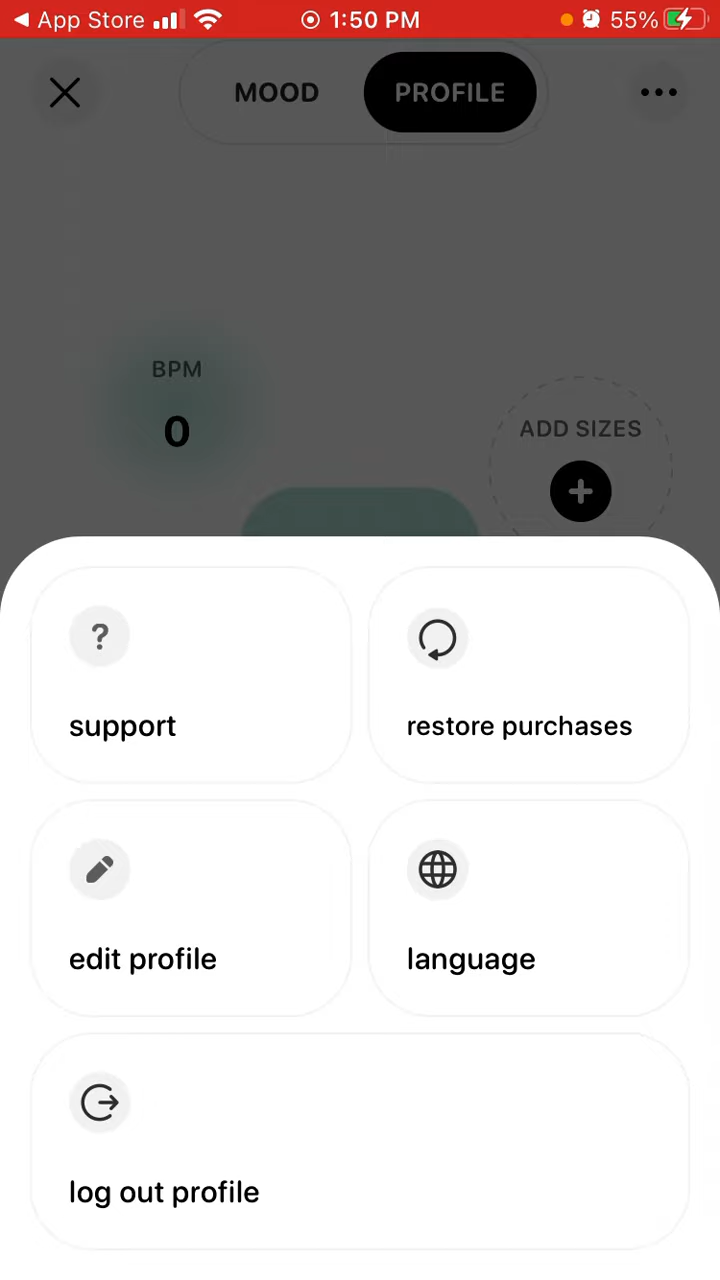 App Store 1:50 PM 55%
MOOD PROFILE
BPM
0
ADD SIZES
support
restore purchases
edit profile
language
log out profile